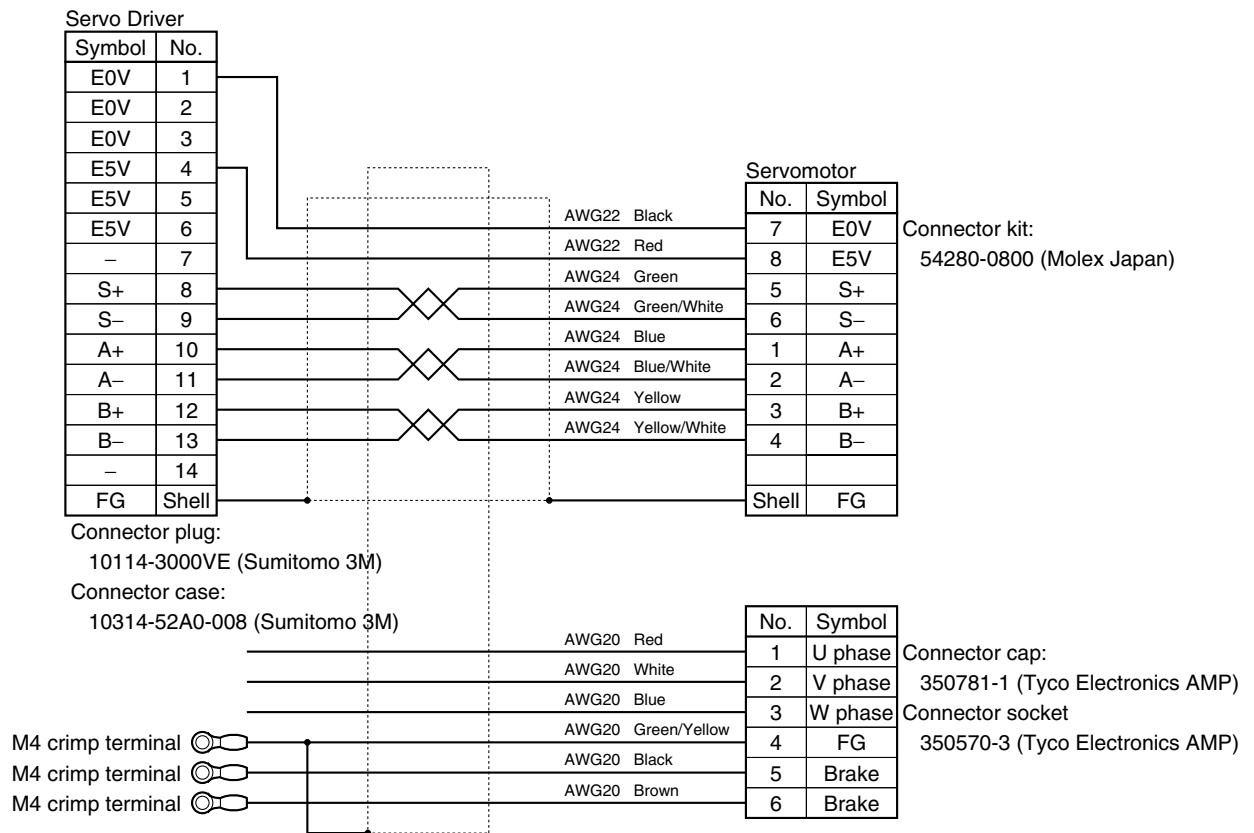 Servo Driver
Symbol No.
E0V 1
E0V 2
E0V 3
E5V 4
E5V 5
E5V 6
– 7
S+ 8
S− 9
A+ 10
A− 11
B+ 12
B− 13
– 14
FG Shell
Connector plug:
10114-3000VE (Sumitomo 3M)
Connector case:
10314-52A0-008 (Sumitomo 3M)
AWG22 Black
AWG22 Red
AWG24 Green
AWG24 Green/White
AWG24 Blue
AWG24 Blue/White
AWG24 Yellow
AWG24 Yellow/White
Servomotor
No. Symbol
7 E0V
8 E5V
5 S+
6 S−
1 A+
2 A−
3 B+
4 B−
Shell FG
Connector kit:
54280-0800 (Molex Japan)
AWG20 Red
AWG20 White
AWG20 Blue
AWG20 Green/Yellow
AWG20 Black
AWG20 Brown
No. Symbol
1 U phase
2 V phase
3 W phase
4 FG
5 Brake
6 Brake
Connector cap:
350781-1 (Tyco Electronics AMP)
Connector socket
350570-3 (Tyco Electronics AMP)
M4 crimp terminal
M4 crimp terminal
M4 crimp terminal